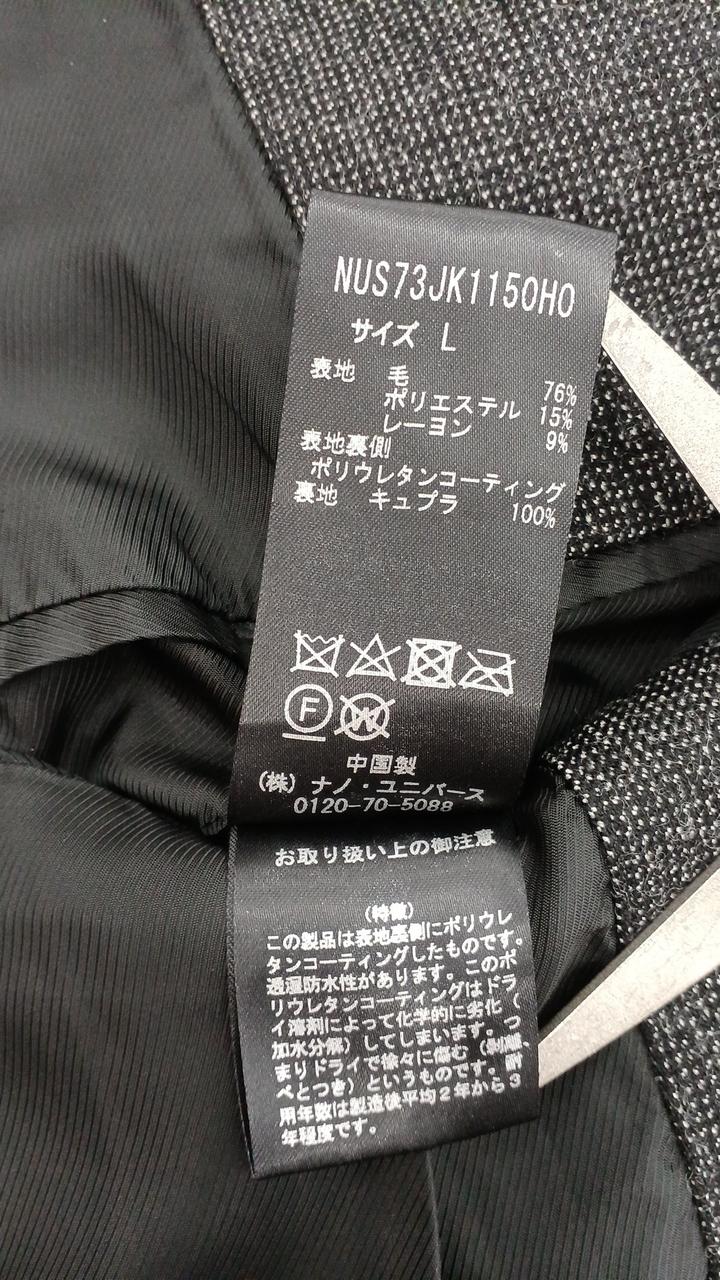 NUS73JK1150HO
サイズ L
表地 毛 76%
ポリエステル 15%
レーヨン 9%
表地裏側
ポリウレタンコーティング
裏地 キュプラ 100%
F
W
中国製
(株) ナノ・ユニバース
0120-70-5088
お取り扱い上の御注意
(特徴)
この製品は表地裏側にポリウレ
タンコーティングしたものです。
透湿防水性があります。このポ
リウレタンコーティングはドラ
イ溶剤によって化学的に劣化(
加水分解)してしまいます。つ
まりドライで徐々に傷む(剥離、
べとつき)というものです。耐
用年数は製造後平均2年から3
年程度です。